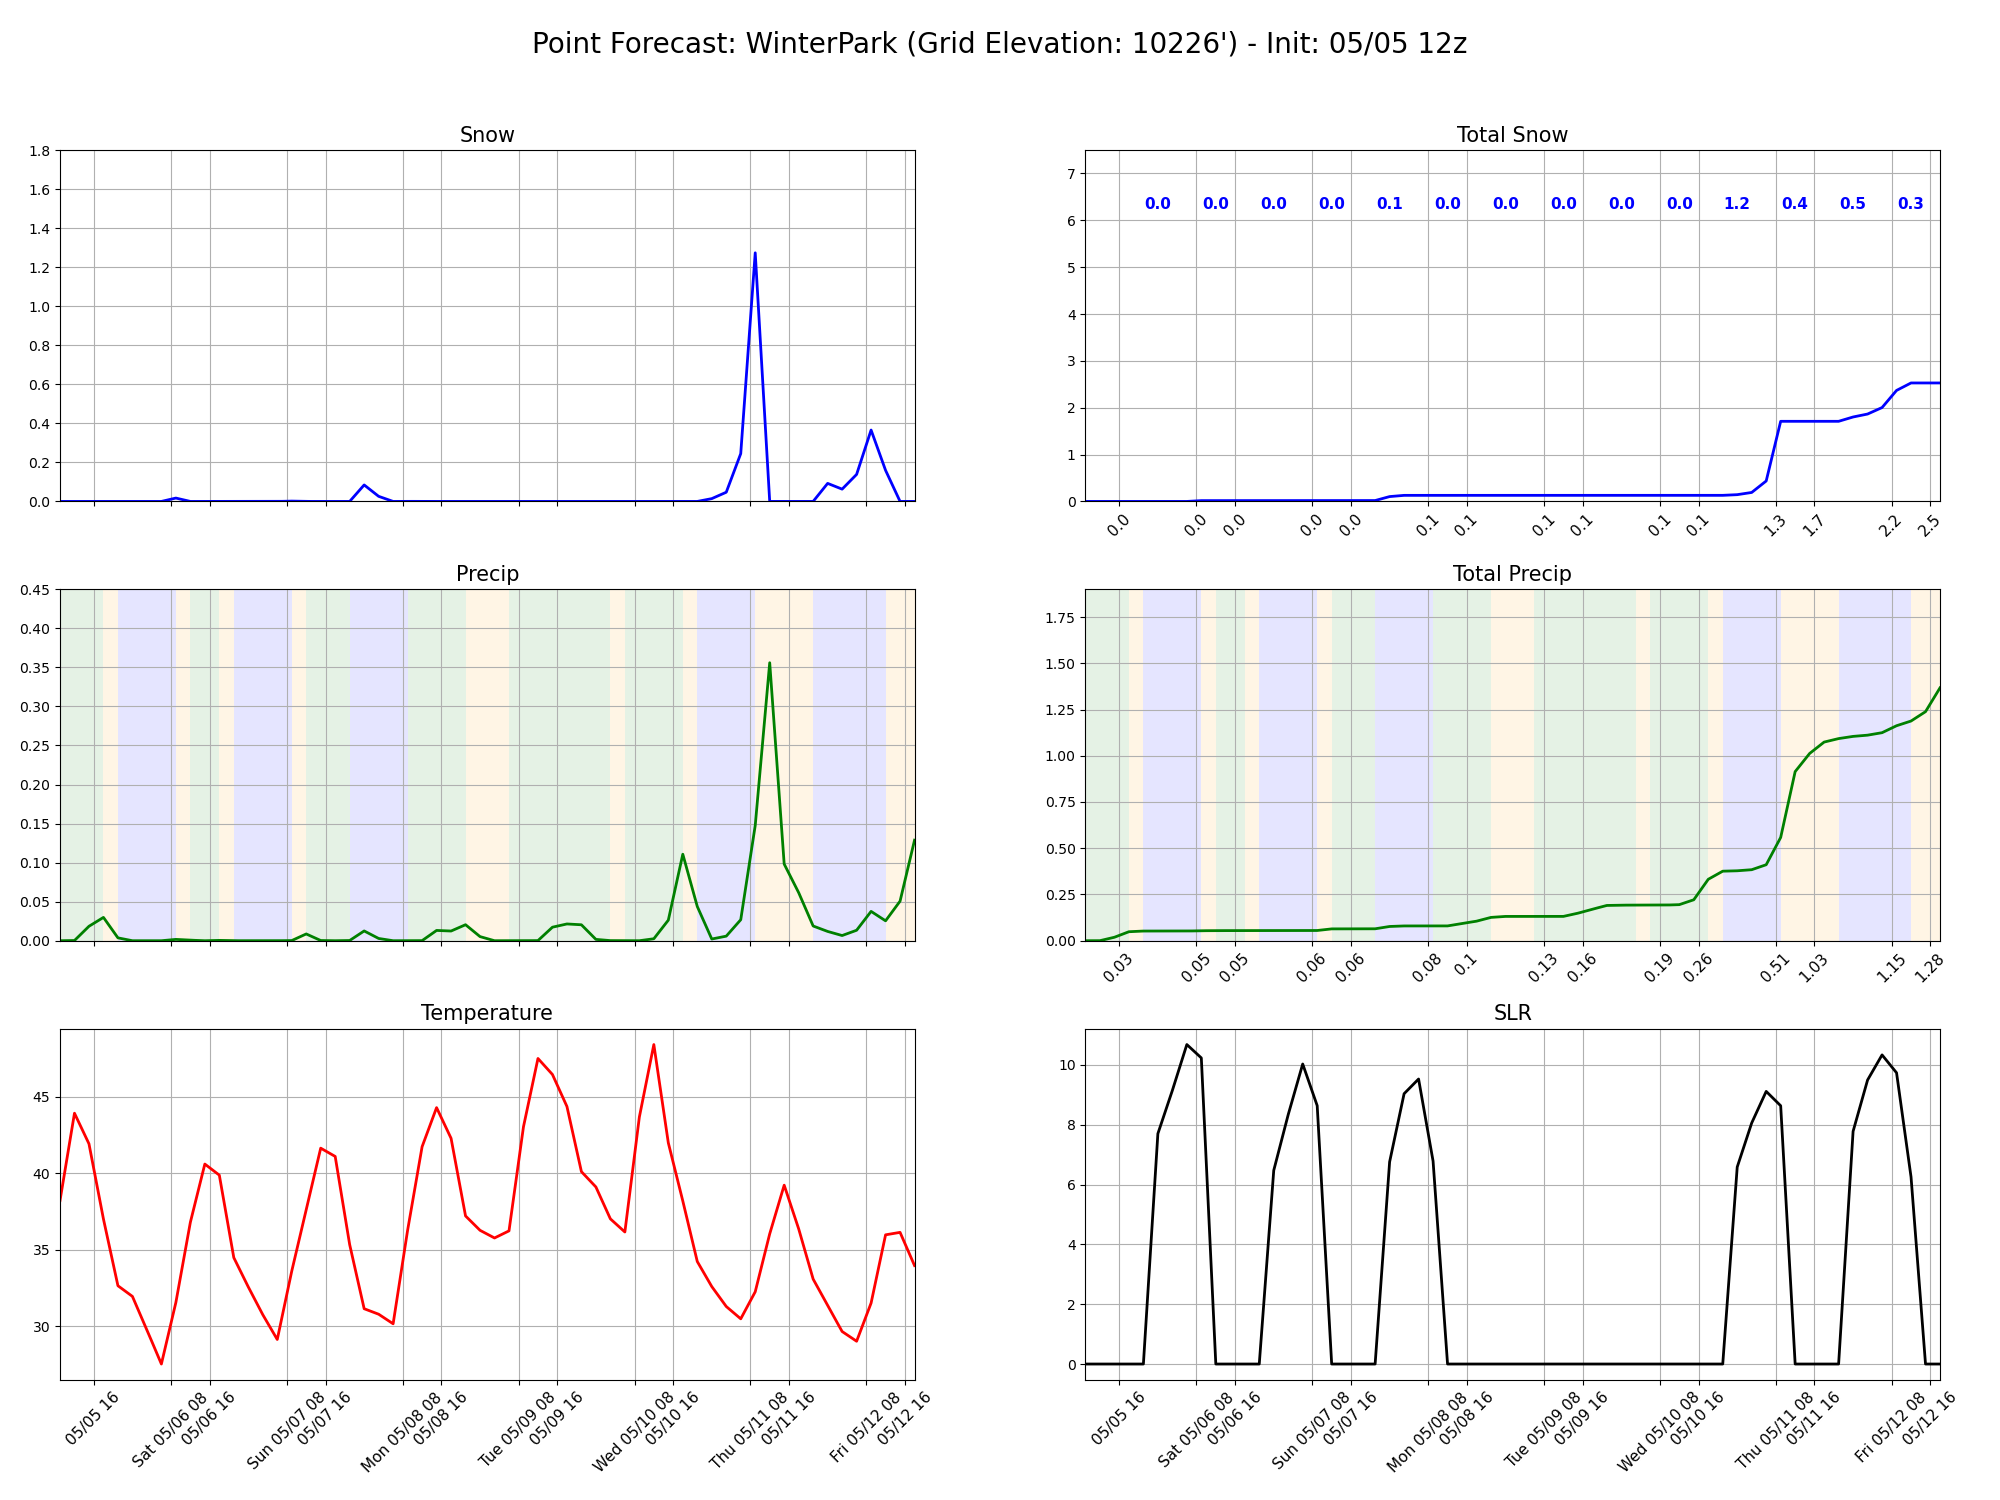 Point Forecast: WinterPark (Grid Elevation: 10226') - Init: 05/05 12z
Snow
1.8
1.6
1.4
1.2
1.0
0.8
0.6
0.4
0.2
0.0
Total Snow
7
6
5
4
3
2
1
0
0.0 0.0 0.0 0.0 0.1 0.0 0.0 0.0 0.0 0.0 1.2 0.4 0.5 0.3
0.0 0.0 0.0 0.0 0.0 0.1 0.1 0.1 0.1 0.1 0.1 1.3 1.7 2.2 2.5
Precip
0.45
0.40
0.35
0.30
0.25
0.20
0.15
0.10
0.05
0.00
Total Precip
1.75
1.50
1.25
1.00
0.75
0.50
0.25
0.00
0.03 0.05 0.05 0.06 0.06 0.08 0.1 0.13 0.16 0.19 0.26 0.51 1.03 1.15 1.28
Temperature
45
40
35
30
05/05 16
Sat 05/06 08
05/06 16
Sun 05/07 08
05/07 16
Mon 05/08 08
05/08 16
Tue 05/09 08
05/09 16
Wed 05/10 08
05/10 16
Thu 05/11 08
05/11 16
Fri 05/12 08
05/12 16
SLR
10
8
6
4
2
0
05/05 16
Sat 05/06 08
05/06 16
Sun 05/07 08
05/07 16
Mon 05/08 08
05/08 16
Tue 05/09 08
05/09 16
Wed 05/10 08
05/10 16
Thu 05/11 08
05/11 16
Fri 05/12 08
05/12 16